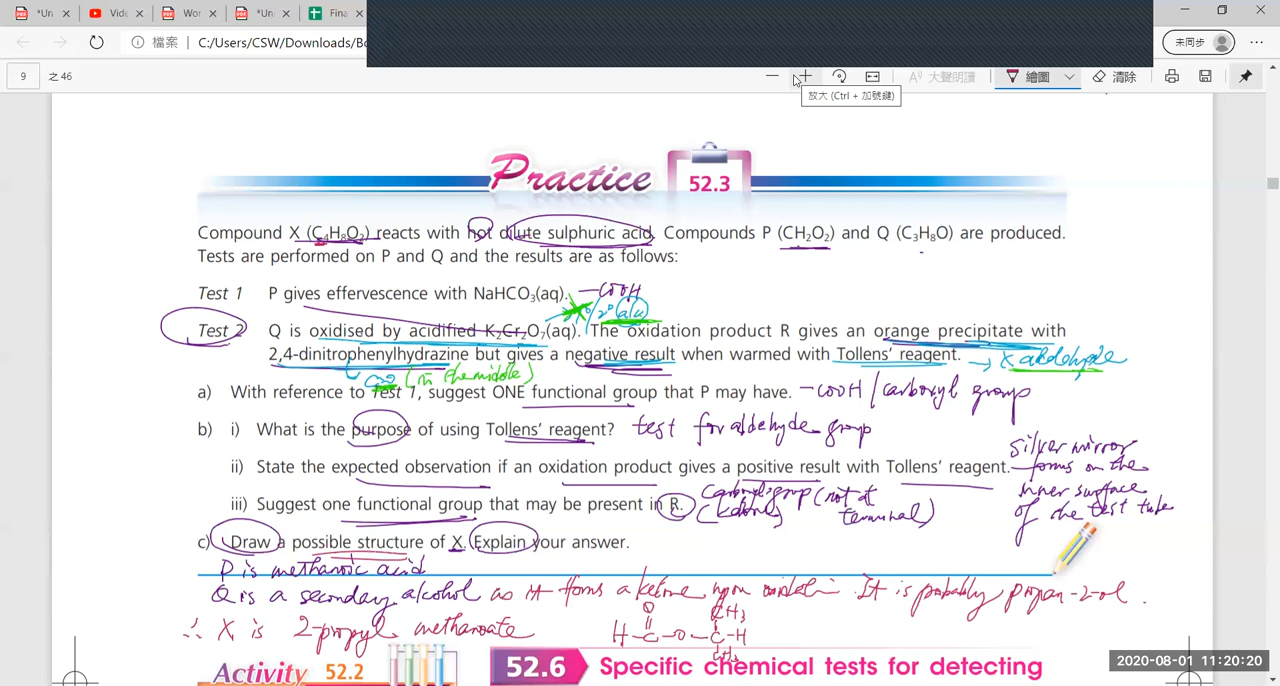 *Un
Vide
Wor
*Un
Fina
檔案
C:/Users/CSW/Downloads/Bo
未同步
9 之 46
大聲朗讀
繪圖
清除
放大 (Ctrl + 加號鍵)
Practice 52.3
Compound X (C₄H₈O₂) reacts with hot dilute sulphuric acid. Compounds P (CH₂O₂) and Q (C₃H₈O) are produced.
Tests are performed on P and Q and the results are as follows:
Test 1 P gives effervescence with NaHCO₃(aq). —COOH
1°/2° (alc)
Test 2 Q is oxidised by acidified K₂Cr₂O₇(aq). The oxidation product R gives an orange precipitate with
2,4-dinitrophenylhydrazine but gives a negative result when warmed with Tollens' reagent. → X aldehyde
(in the middle)
a) With reference to Test 1, suggest ONE functional group that P may have. —COOH / carboxyl group
b) i) What is the purpose of using Tollens' reagent? test for aldehyde group
ii) State the expected observation if an oxidation product gives a positive result with Tollens' reagent.
silver mirror
forms on the
inner surface
of the test tube
iii) Suggest one functional group that may be present in R. carbonyl group (not at
(ketone) terminal)
c) Draw a possible structure of X. Explain your answer.
P is methanoic acid
Q is a secondary alcohol as it forms a ketone upon oxidation. It is probably propan-2-ol.
∴ X is 2-propyl methanoate
O CH₃
H—C—O—C—H
CH₃
Activity 52.2
52.6 Specific chemical tests for detecting
2020-08-01 11:20:20